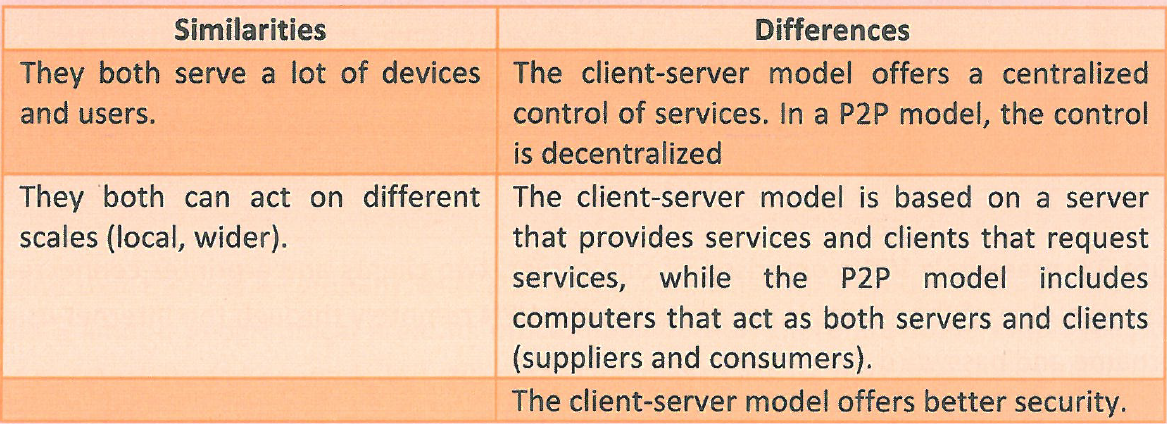 Similarities
Differences
They both serve a lot of devices
and users.
The client-server model offers a centralized
control of services. In a P2P model, the control
is decentralized
They both can act on different
scales (local, wider).
The client-server model is based on a server
that provides services and clients that request
services, while the P2P model includes
computers that act as both servers and clients
(suppliers and consumers).
The client-server model offers better security.